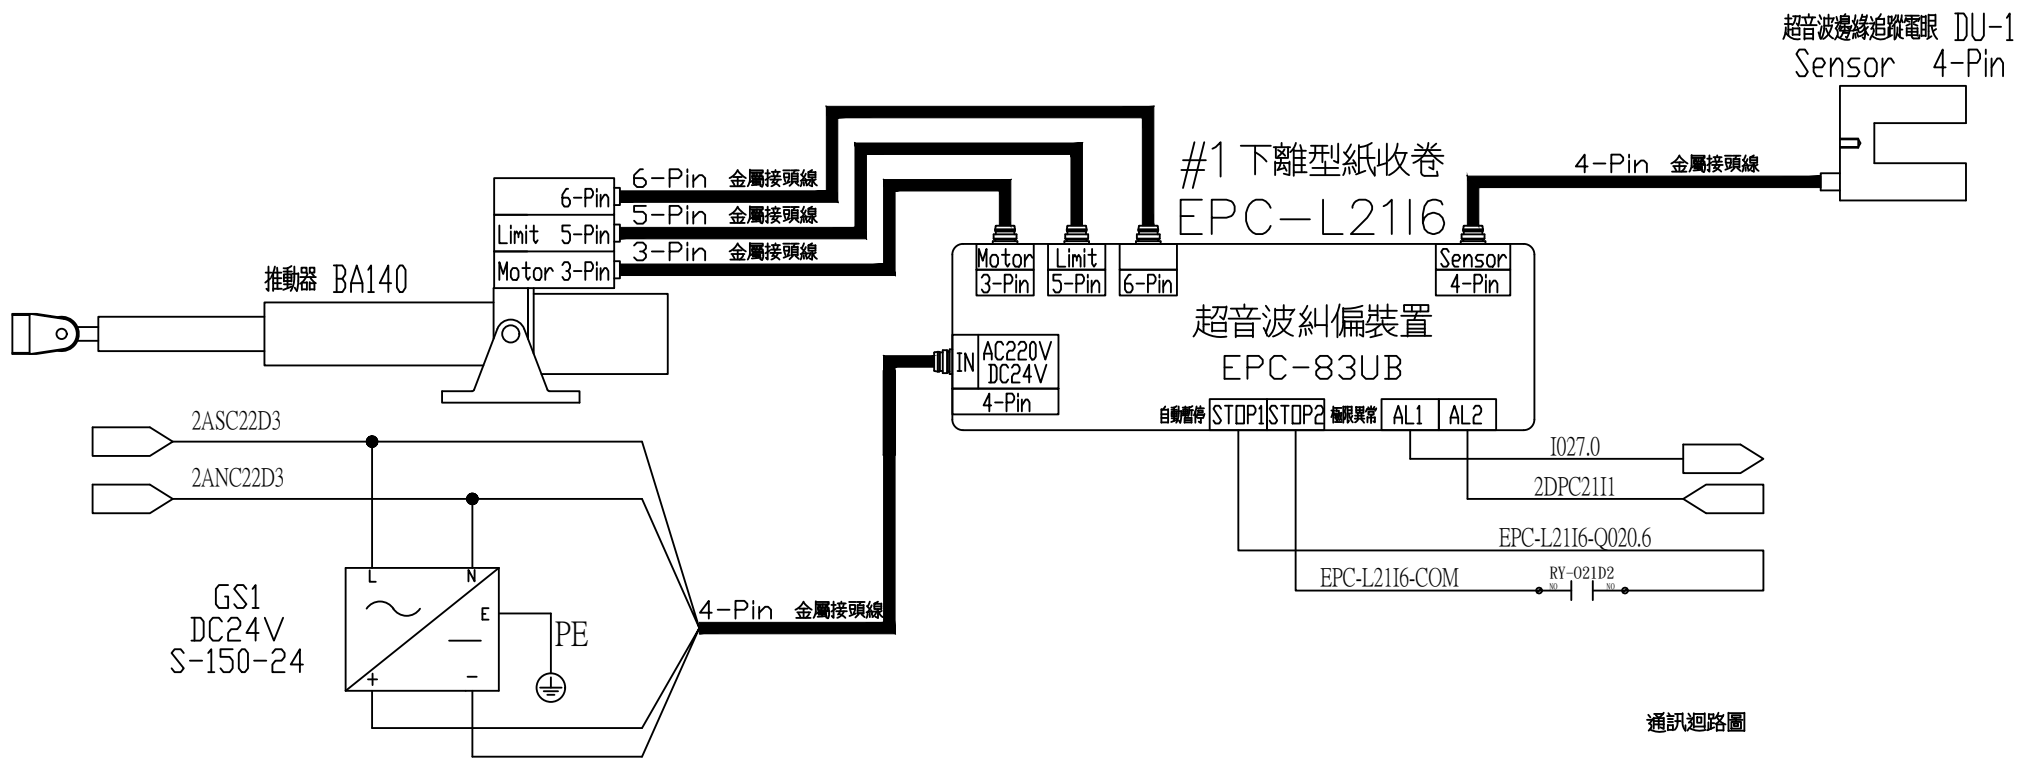 超音波邊緣追蹤電眼 DU-1
Sensor 4-Pin
#1 下離型紙收卷
EPC-L21I6
4-Pin 金屬接頭線
6-Pin 金屬接頭線
6-Pin
5-Pin 金屬接頭線
Limit 5-Pin
3-Pin 金屬接頭線
Motor 3-Pin
推動器 BA140
Motor Limit Sensor
3-Pin 5-Pin 6-Pin 4-Pin
超音波糾偏裝置
EPC-83UB
IN AC220V
DC24V
4-Pin
自動暫停 STOP1 STOP2 極限異常 AL1 AL2
2ASC22D3
2ANC22D3
I027.0
2DPC21I1
EPC-L21I6-Q020.6
EPC-L21I6-COM
RY-021D2
NO NO
L N
E
+ -
GS1
DC24V
S-150-24
PE
4-Pin 金屬接頭線
通訊迴路圖